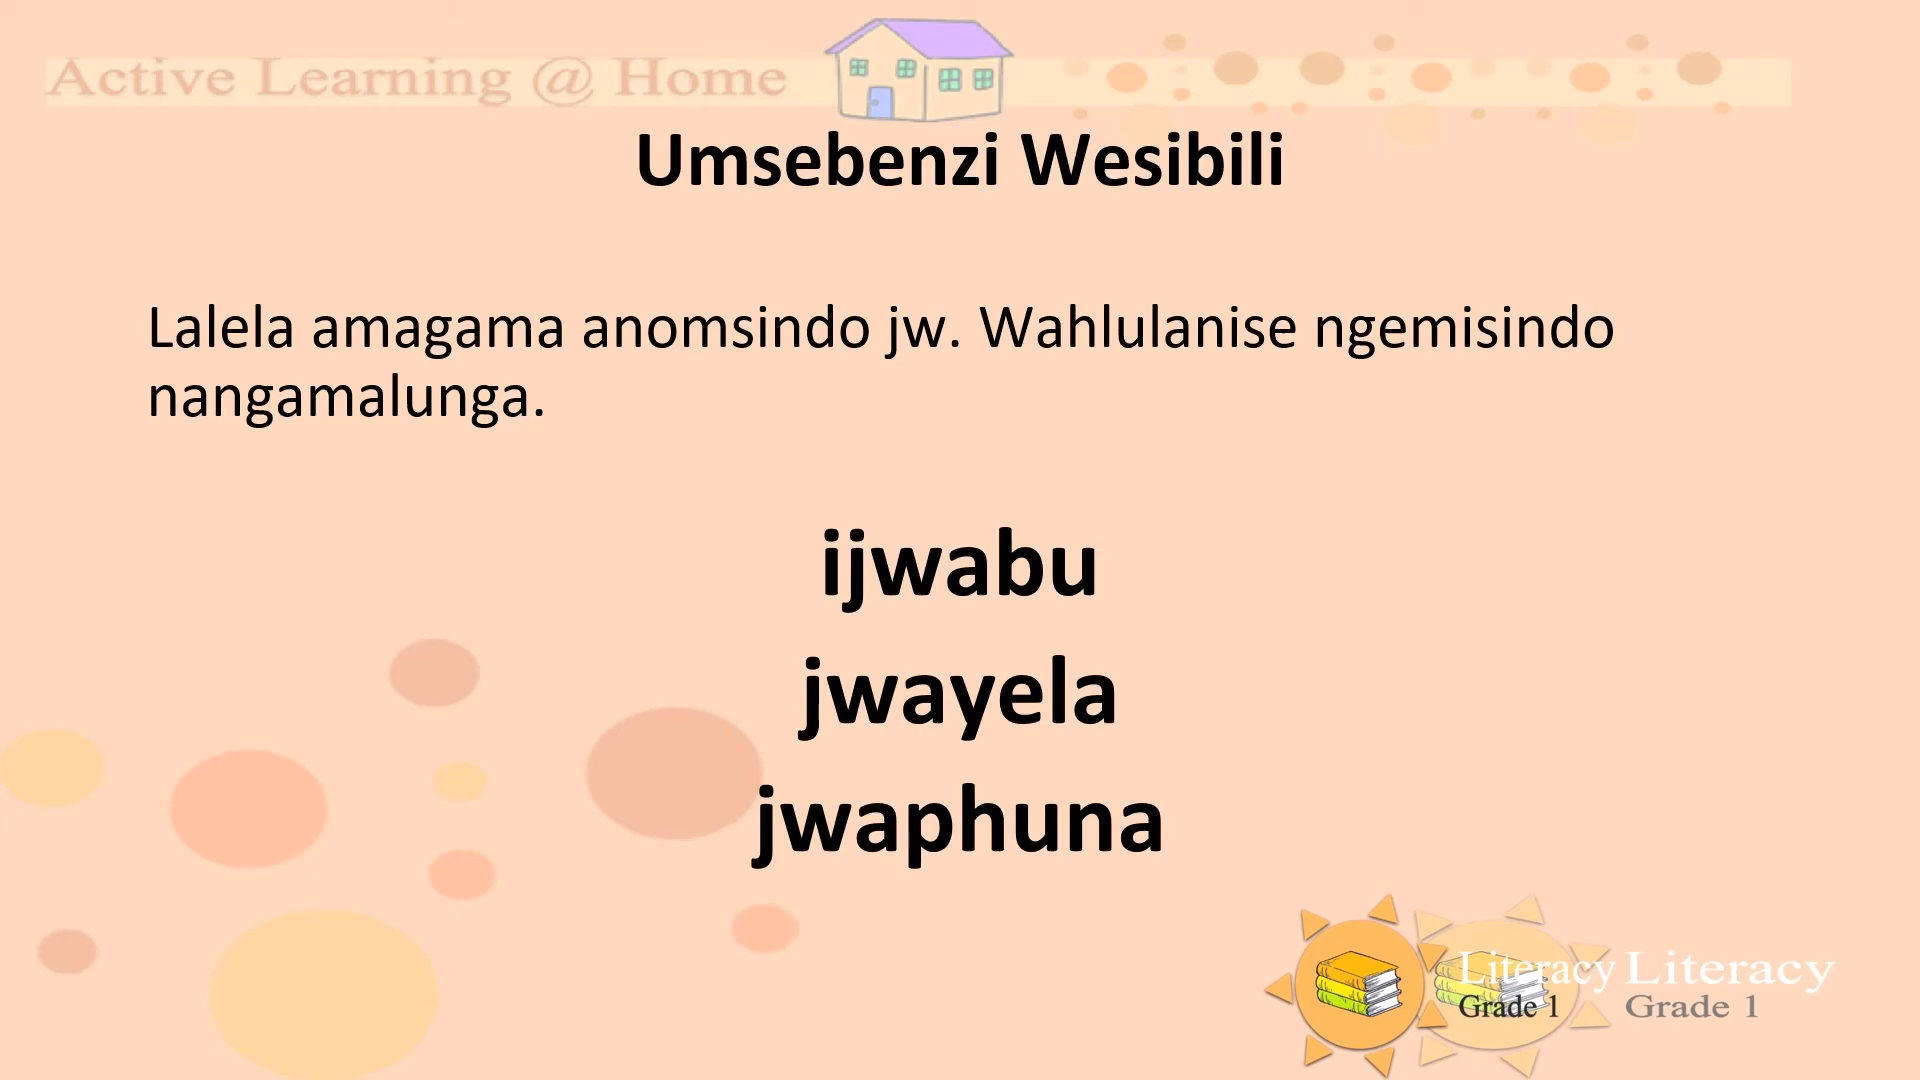 Active Learning @ Home
Umsebenzi Wesibili
Lalela amagama anomsindo jw. Wahlulanise ngemisindo
nangamalunga.
ijwabu
jwayela
jwaphuna
Literacy Literacy
Grade 1 Grade 1